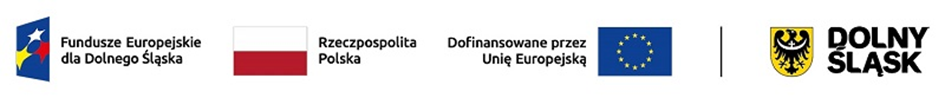 Fundusze Europejskie
dla Dolnego Śląska
Rzeczpospolita
Polska
Dofinansowane przez
Unię Europejską
DOLNY
ŚLĄSK